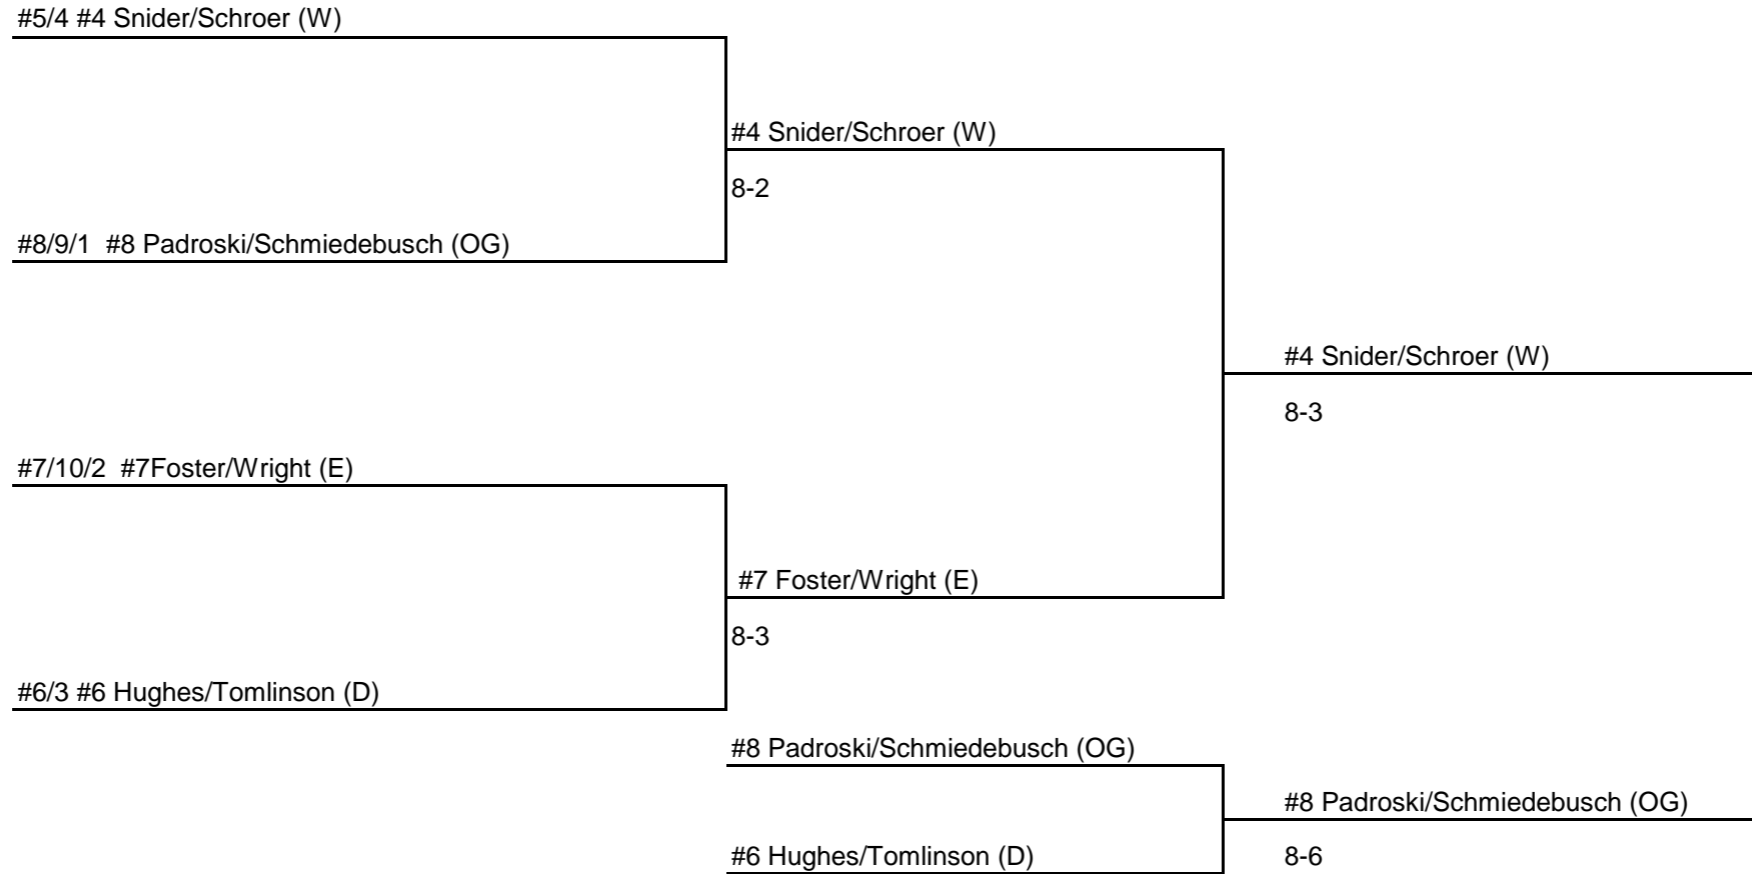 #5/4 #4 Snider/Schroer (W)
#4 Snider/Schroer (W)
8-2
#8/9/1  #8 Padroski/Schmiedebusch (OG)
#4 Snider/Schroer (W)
8-3
#7/10/2  #7Foster/Wright (E)
#7 Foster/Wright (E)
8-3
#6/3 #6 Hughes/Tomlinson (D)
#8 Padroski/Schmiedebusch (OG)
#8 Padroski/Schmiedebusch (OG)
#6 Hughes/Tomlinson (D)
8-6